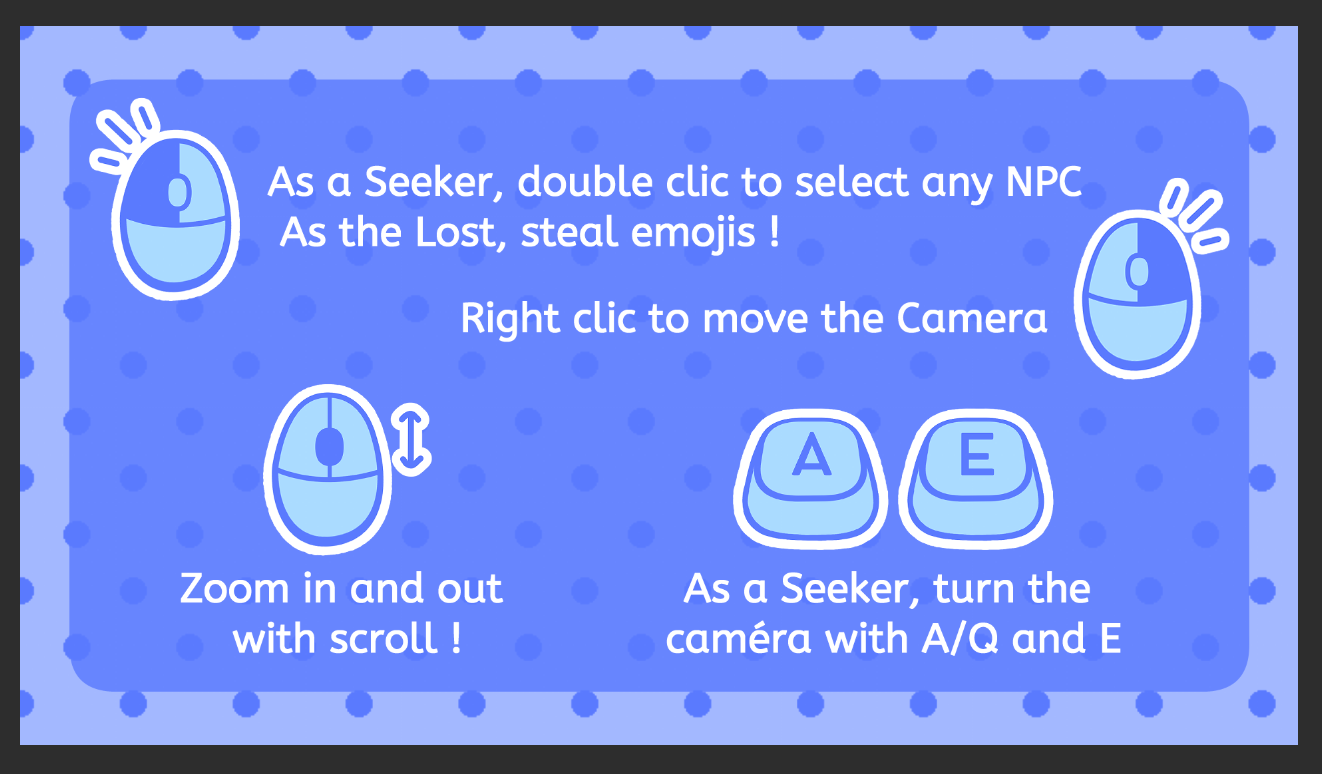 As a Seeker, double clic to select any NPC
As the Lost, steal emojis !
Right clic to move the Camera
A E
Zoom in and out
with scroll !
As a Seeker, turn the
caméra with A/Q and E